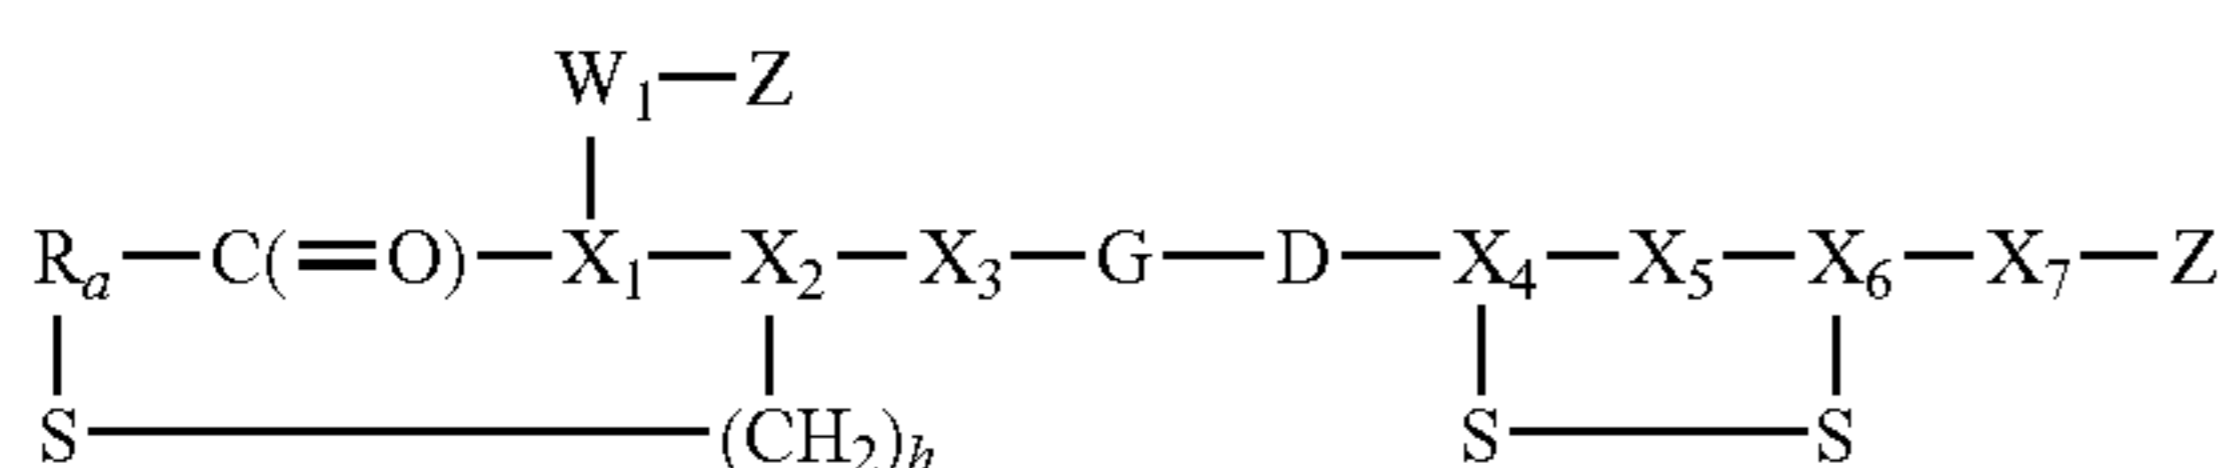 W₁—Z
Rₐ—C(=O)—X₁—X₂—X₃—G—D—X₄—X₅—X₆—X₇—Z
S—(CH₂)ₕ S—S